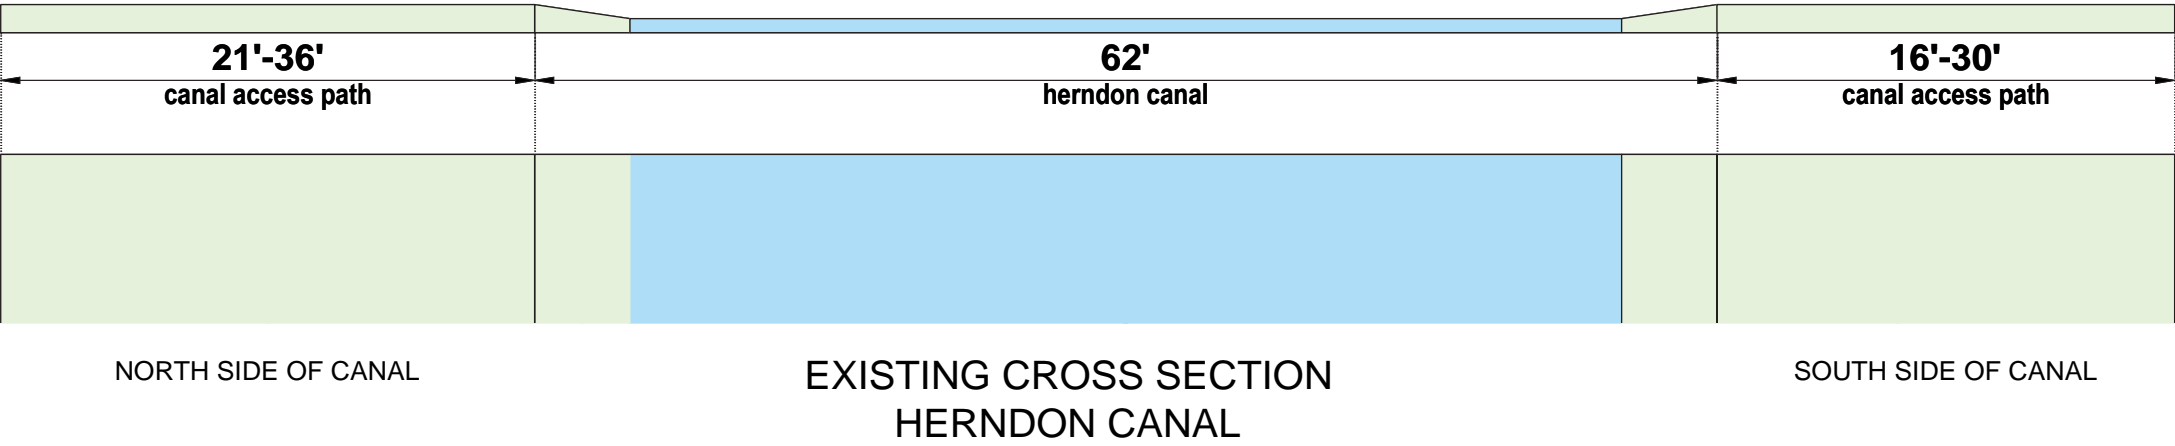 21'-36'
canal access path
62'
herndon canal
16'-30'
canal access path
NORTH SIDE OF CANAL
EXISTING CROSS SECTION
HERNDON CANAL
SOUTH SIDE OF CANAL